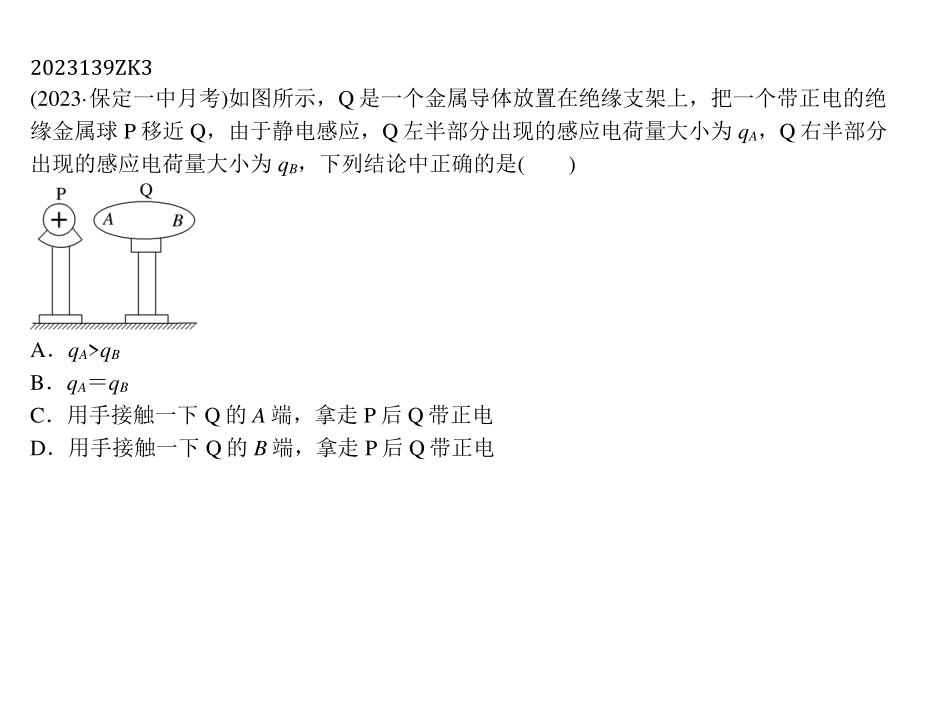 2023139ZK3
(2023·保定一中月考)如图所示，Q 是一个金属导体放置在绝缘支架上，把一个带正电的绝
缘金属球 P 移近 Q，由于静电感应，Q 左半部分出现的感应电荷量大小为 qA，Q 右半部分
出现的感应电荷量大小为 qB，下列结论中正确的是(　　)
P
Q
+
A
B
A．qA>qB
B．qA＝qB
C．用手接触一下 Q 的 A 端，拿走 P 后 Q 带正电
D．用手接触一下 Q 的 B 端，拿走 P 后 Q 带正电